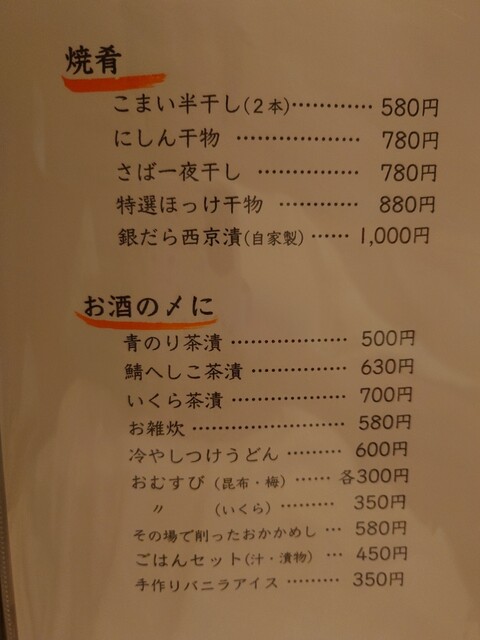 焼肴
こまい半干し(2本)………… 580円
にしん干物 ……………… 780円
さば一夜干し …………… 780円
特選ほっけ干物 ………… 880円
銀だら西京漬(自家製) …… 1,000円
お酒の〆に
青のり茶漬 ……………… 500円
鯖へしこ茶漬 …………… 630円
いくら茶漬 ……………… 700円
お雑炊 …………………… 580円
冷やしつけうどん ……… 600円
おむすび (昆布・梅) …… 各300円
〃 (いくら) ……… 350円
その場で削ったおかかめし … 580円
ごはんセット(汁・漬物) … 450円
手作りバニラアイス ……… 350円